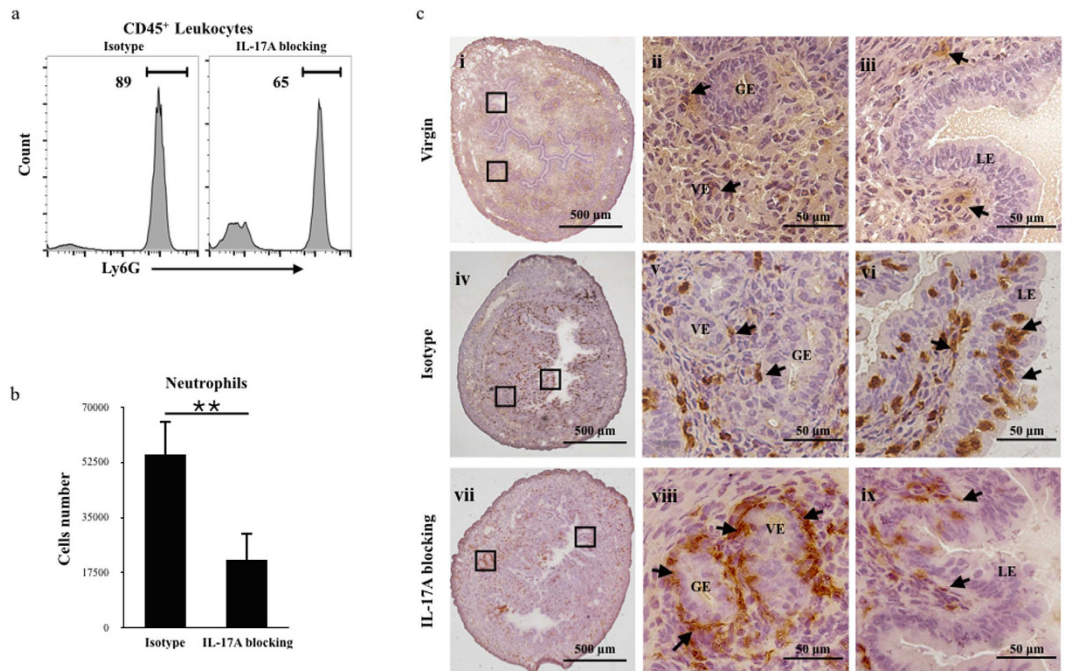 a
CD45⁺ Leukocytes
Isotype
IL-17A blocking
89
65
Count
Ly6G
b
Neutrophils
**
70000
52500
35000
17500
0
Cells number
Isotype
IL-17A blocking
c
Virgin
i
500 µm
ii
GE
VE
50 µm
iii
LE
50 µm
Isotype
iv
500 µm
v
VE
GE
50 µm
vi
LE
50 µm
IL-17A blocking
vii
500 µm
viii
VE
GE
50 µm
ix
LE
50 µm